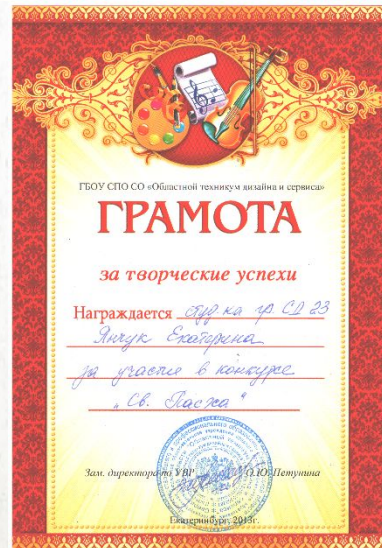 ГБОУ СПО СО «Областной техникум дизайна и сервиса»
ГРАМОТА
за творческие успехи
Награждается студ-ка гр. СД 23
Янчук Екатерина
за участие в конкурсе
„Св. Пасха"
Зам. директора по УВР О.Ю. Петунина
Екатеринбург, 2013г.